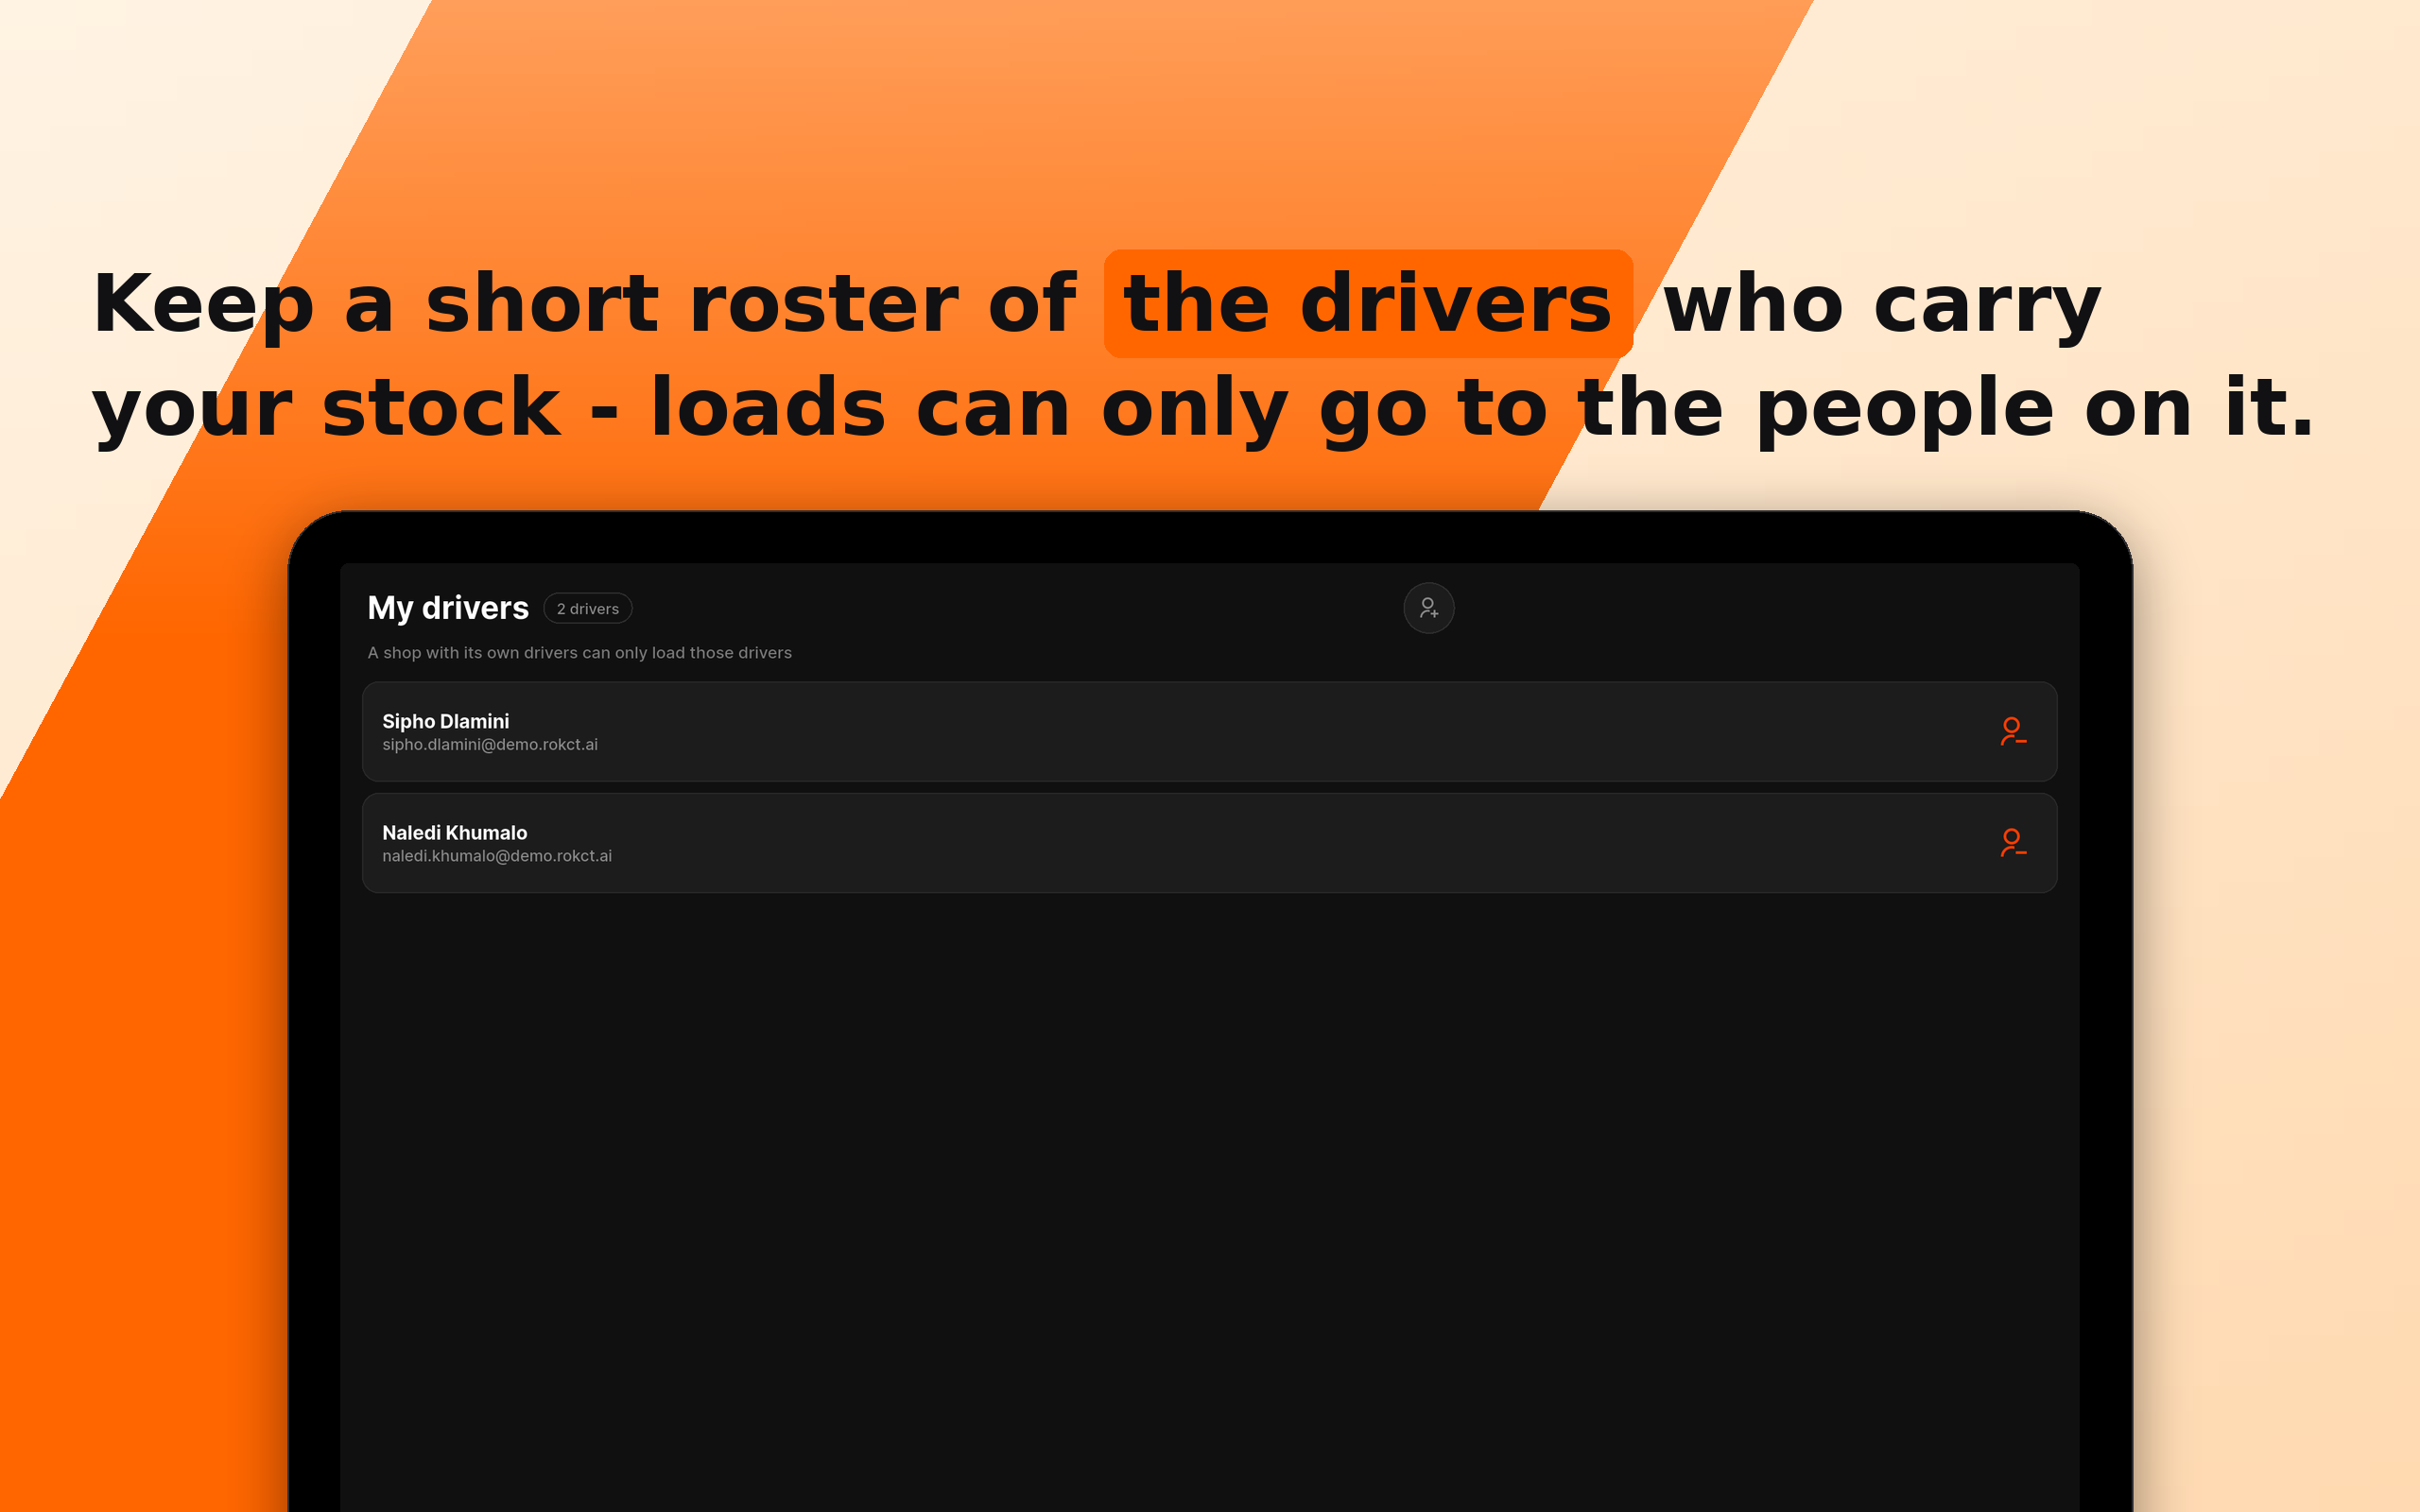 Keep a short roster of the drivers who carry
your stock - loads can only go to the people on it.
My drivers
2 drivers
A shop with its own drivers can only load those drivers
Sipho Dlamini
sipho.dlamini@demo.rokct.ai
Naledi Khumalo
naledi.khumalo@demo.rokct.ai